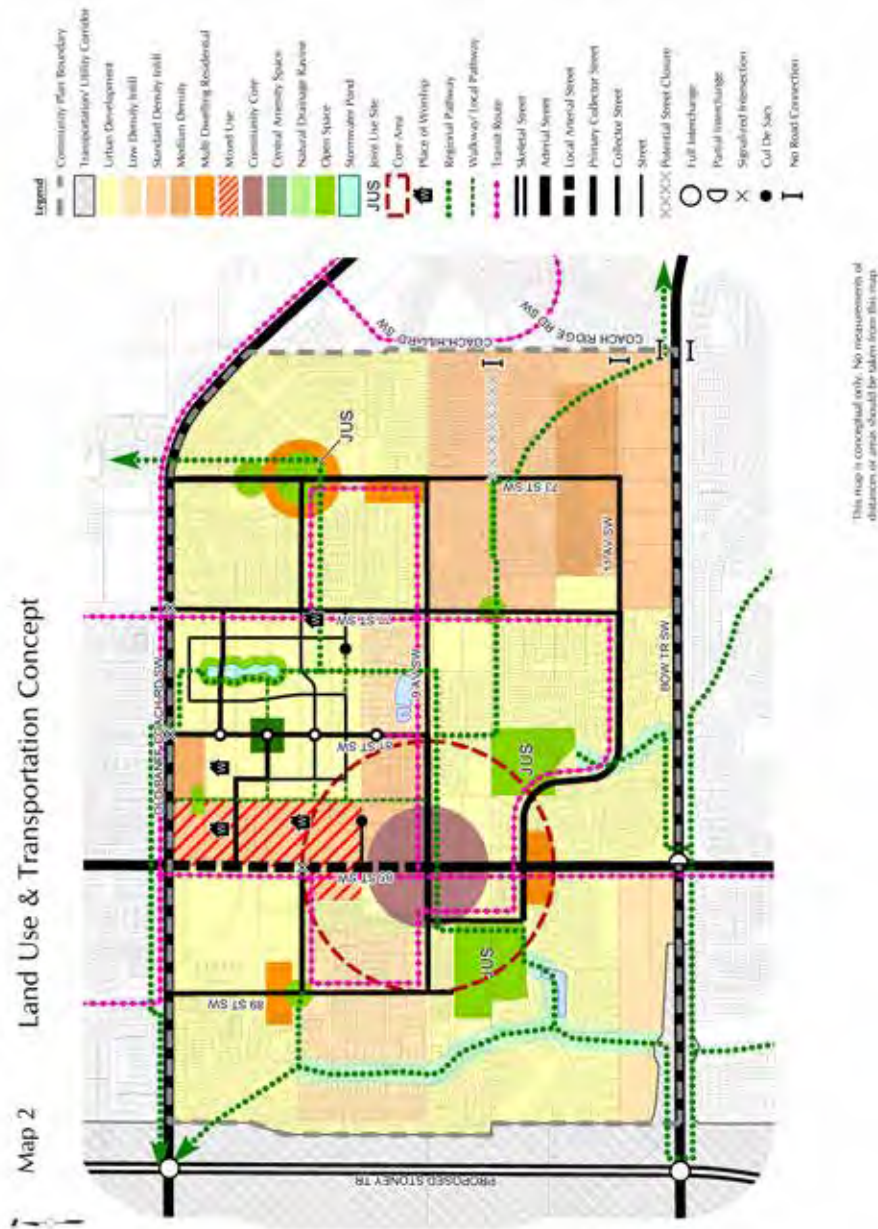 Map 2    Land Use & Transportation Concept
Legend
Community Plan Boundary
Transportation/ Utility Corridor
Urban Development
Low Density Infill
Standard Density Infill
Medium Density
Multi Dwelling Residential
Mixed Use
Community Core
Central Amenity Space
Natural Drainage Ravine
Open Space
Stormwater Pond
JUS Joint Use Site
Core Area
Place of Worship
Regional Pathway
Walkway/ Local Pathway
Transit Route
Skeletal Street
Arterial Street
Local Arterial Street
Primary Collector Street
Collector Street
Street
XXXX Potential Street Closure
Full Interchange
Partial Interchange
Signalized Intersection
Cul De Sacs
No Road Connection
OLD BANFF COACH RD SW
COACH HILL RD SW
COACH RIDGE RD SW
JUS
73 ST SW
11 AV SW
9 AV SW
81 ST SW
JUS
BOW TR SW
JUS
89 ST SW
PROPOSED STONEY TR
This map is conceptual only. No measurements of
distances or areas should be taken from this map